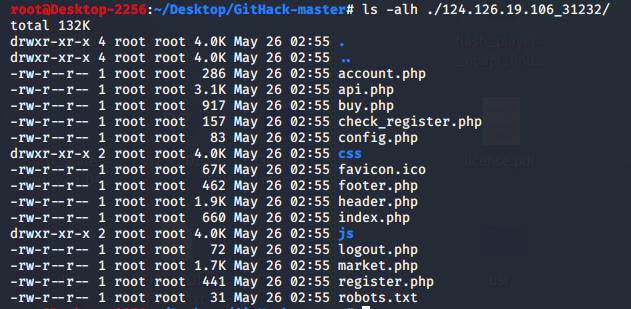 root@Desktop-2256:~/Desktop/GitHack-master# ls -alh ./124.126.19.106_31232/
total 132K
drwxr-xr-x 4 root root 4.0K May 26 02:55 .
drwxr-xr-x 4 root root 4.0K May 26 02:55 ..
-rw-r--r-- 1 root root  286 May 26 02:55 account.php
-rw-r--r-- 1 root root 3.1K May 26 02:55 api.php
-rw-r--r-- 1 root root  917 May 26 02:55 buy.php
-rw-r--r-- 1 root root  157 May 26 02:55 check_register.php
-rw-r--r-- 1 root root   83 May 26 02:55 config.php
drwxr-xr-x 2 root root 4.0K May 26 02:55 css
-rw-r--r-- 1 root root  67K May 26 02:55 favicon.ico
-rw-r--r-- 1 root root  462 May 26 02:55 footer.php
-rw-r--r-- 1 root root 1.9K May 26 02:55 header.php
-rw-r--r-- 1 root root  660 May 26 02:55 index.php
drwxr-xr-x 2 root root 4.0K May 26 02:55 js
-rw-r--r-- 1 root root   72 May 26 02:55 logout.php
-rw-r--r-- 1 root root 1.7K May 26 02:55 market.php
-rw-r--r-- 1 root root  441 May 26 02:55 register.php
-rw-r--r-- 1 root root   31 May 26 02:55 robots.txt
license.pdf